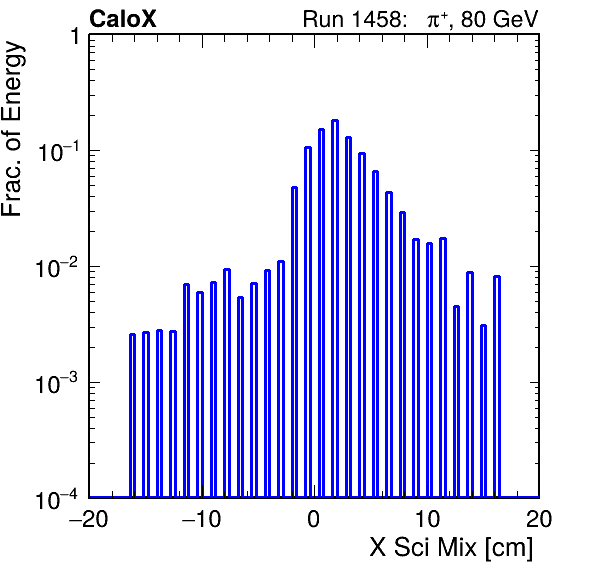 CaloX Run 1458: π⁺, 80 GeV
Frac. of Energy
1
10⁻¹
10⁻²
10⁻³
10⁻⁴
−20 −10 0 10 20
X Sci Mix [cm]